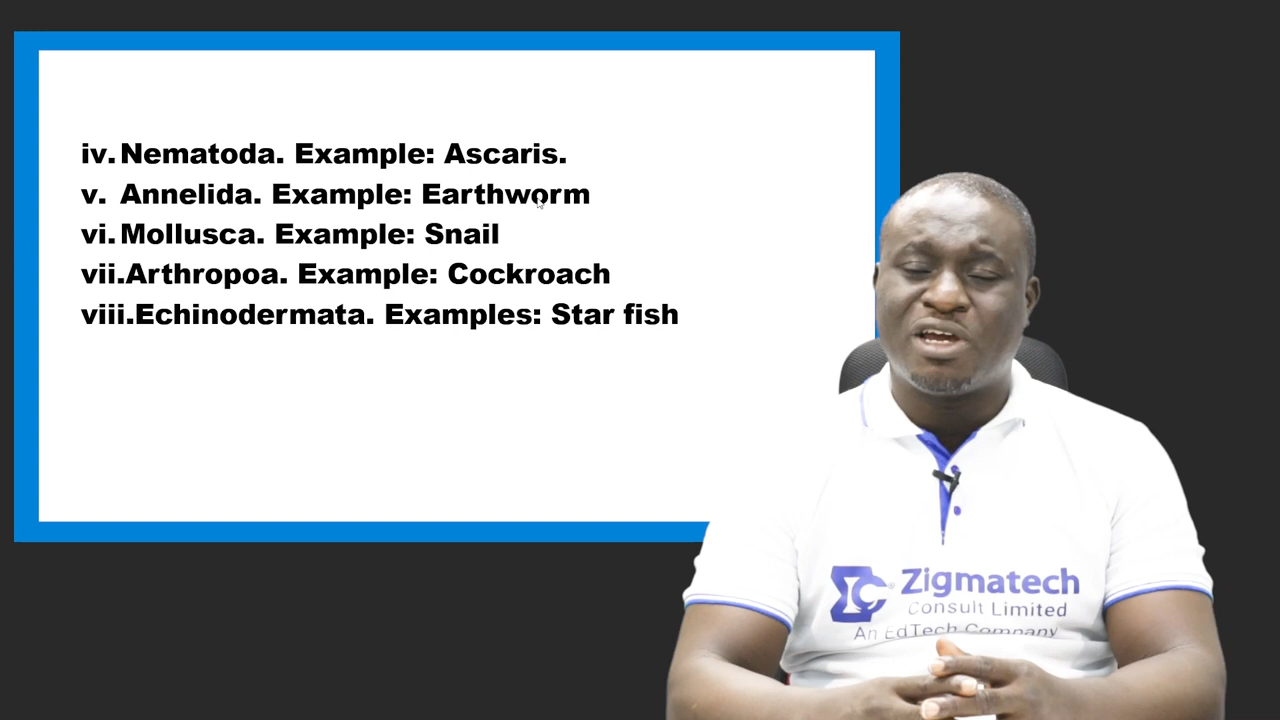 iv. Nematoda. Example: Ascaris.
v. Annelida. Example: Earthworm
vi. Mollusca. Example: Snail
vii.Arthropoa. Example: Cockroach
viii.Echinodermata. Examples: Star fish
Zigmatech
Consult Limited
An EdTech Company